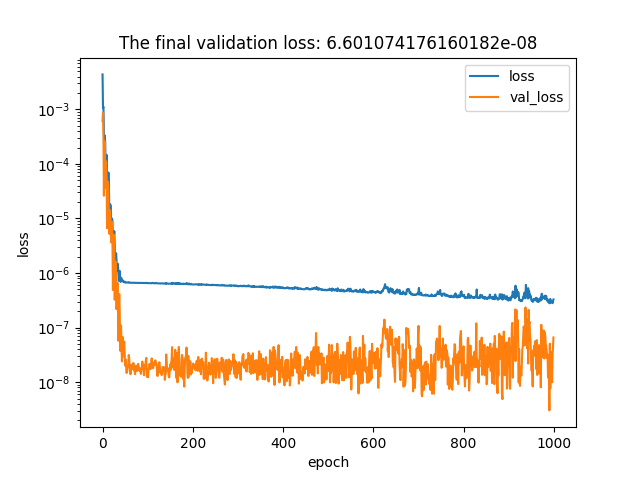 The final validation loss: 6.601074176160182e-08
loss
val_loss
loss
10⁻³
10⁻⁴
10⁻⁵
10⁻⁶
10⁻⁷
10⁻⁸
0 200 400 600 800 1000
epoch